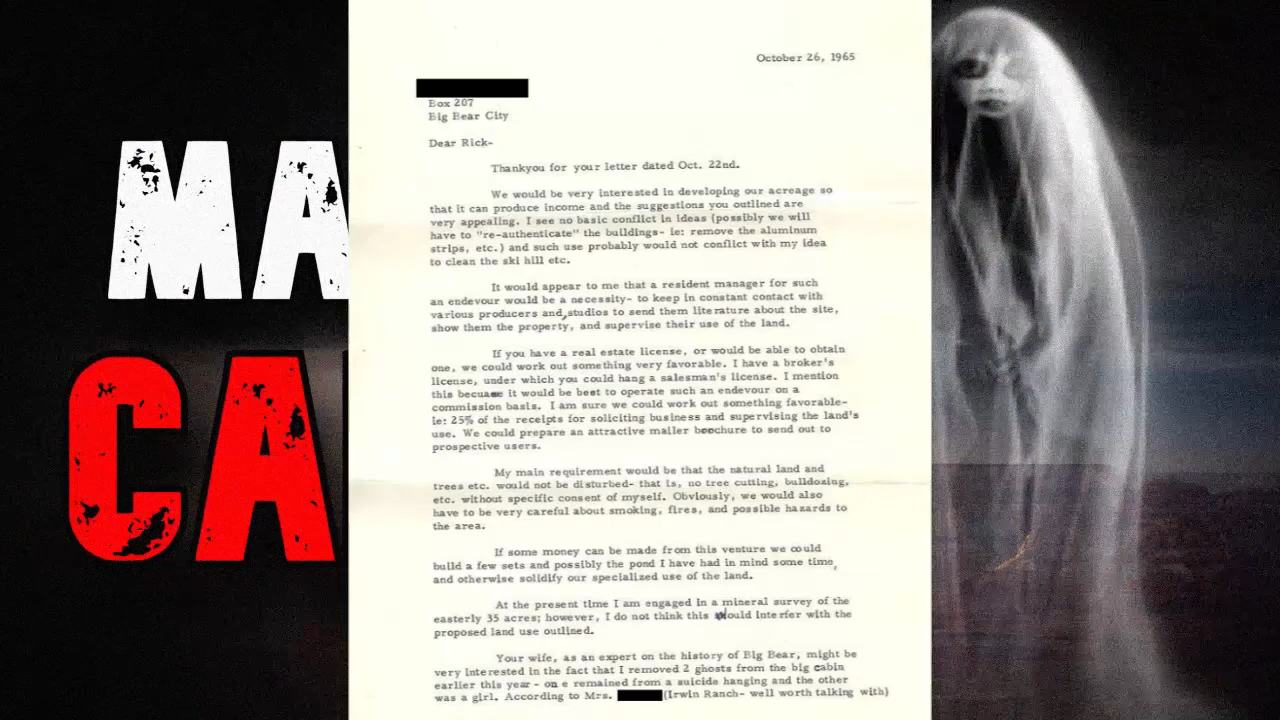 MA
CA
October 26, 1965
Box 207
Big Bear City
Dear Rick-
Thankyou for your letter dated Oct. 22nd.
We would be very interested in developing our acreage so
that it can produce income and the suggestions you outlined are
very appealing. I see no basic conflict in ideas (possibly we will
have to "re-authenticate" the buildings- ie: remove the aluminum
strips, etc.) and such use probably would not conflict with my idea
to clean the ski hill etc.
It would appear to me that a resident manager for such
an endevour would be a necessity- to keep in constant contact with
various producers and,studios to send them literature about the site,
show them the property, and supervise their use of the land.
If you have a real estate license, or would be able to obtain
one, we could work out something very favorable. I have a broker's
license, under which you could hang a salesman's license. I mention
this becuase it would be best to operate such an endevour on a
commission basis. I am sure we could work out something favorable-
ie: 25% of the receipts for soliciting business and supervising the land's
use. We could prepare an attractive mailer beochure to send out to
prospective users.
My main requirement would be that the natural land and
trees etc. would not be disturbed- that is, no tree cutting, bulldozing,
etc. without specific consent of myself. Obviously, we would also
have to be very careful about smoking, fires, and possible hazards to
the area.
If some money can be made from this venture we could
build a few sets and possibly the pond I have had in mind some time,
and otherwise solidify our specialized use of the land.
At the present time I am engaged in a mineral survey of the
easterly 35 acres; however, I do not think this would interfer with the
proposed land use outlined.
Your wife, as an expert on the history of Big Bear, might be
very interested in the fact that I removed 2 ghosts from the big cabin
earlier this year - on e remained from a suicide hanging and the other
was a girl. According to Mrs. (Irwin Ranch- well worth talking with)